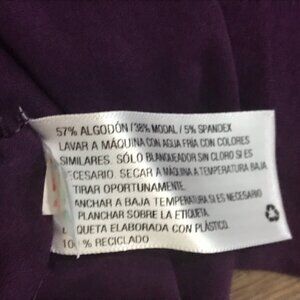 57% ALGODÓN / 38% MODAL / 5% SPANDEX
LAVAR A MÁQUINA CON AGUA FRÍA CON COLORES
SIMILARES. SÓLO BLANQUEADOR SIN CLORO SI ES
ECESARIO. SECAR A MÁQUINA A TEMPERATURA BAJA
TIRAR OPORTUNAMENTE.
ANCHAR A BAJA TEMPERATURA SI ES NECESARIO
PLANCHAR SOBRE LA ETIQUETA.
QUETA ELABORADA CON PLÁSTICO
% RECICLADO